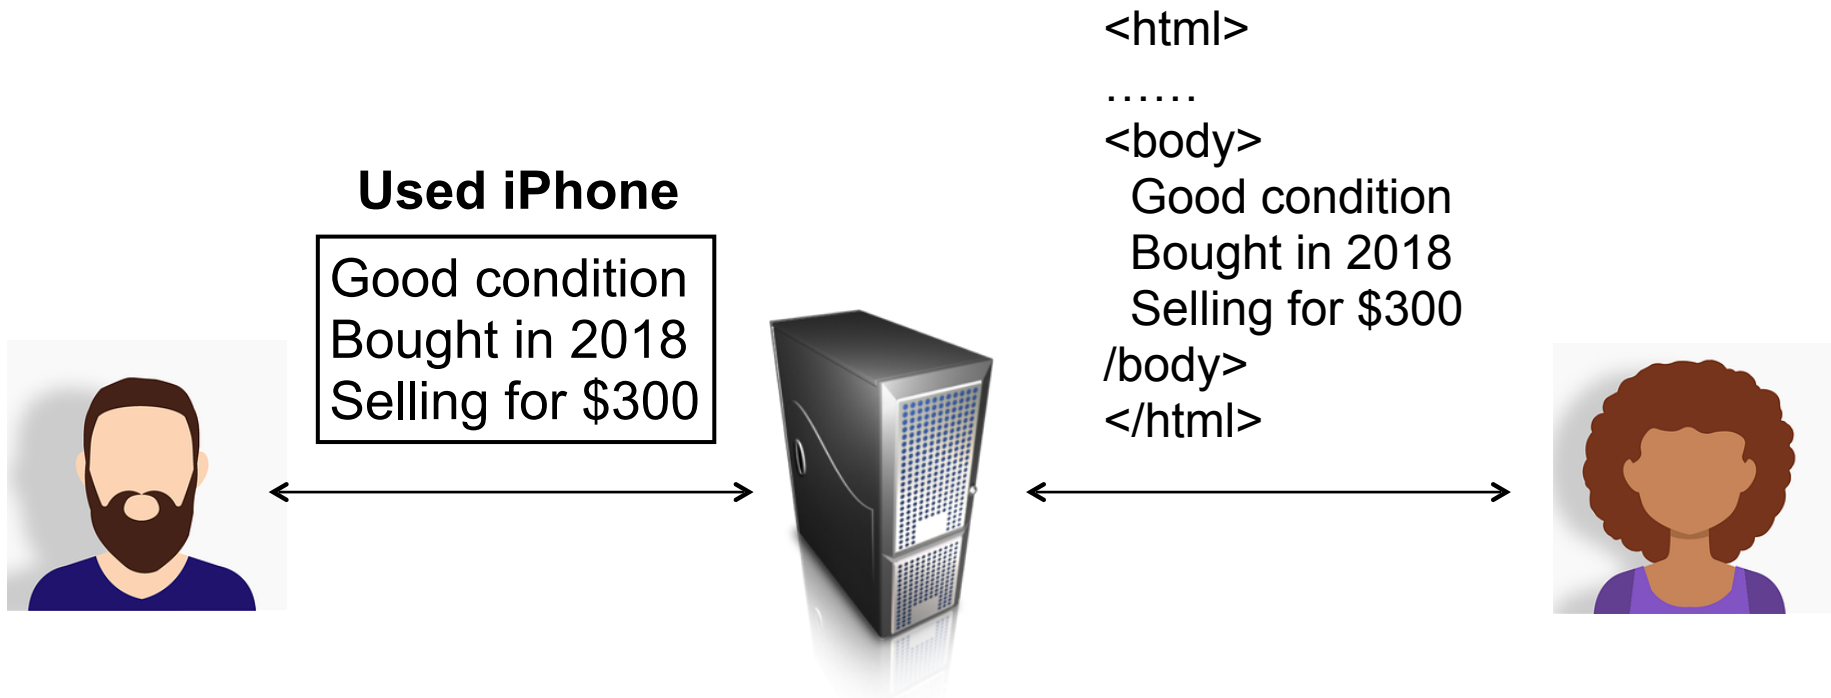 Used iPhone
Good condition
Bought in 2018
Selling for $300
<html>
......
<body>
Good condition
Bought in 2018
Selling for $300
/body>
</html>